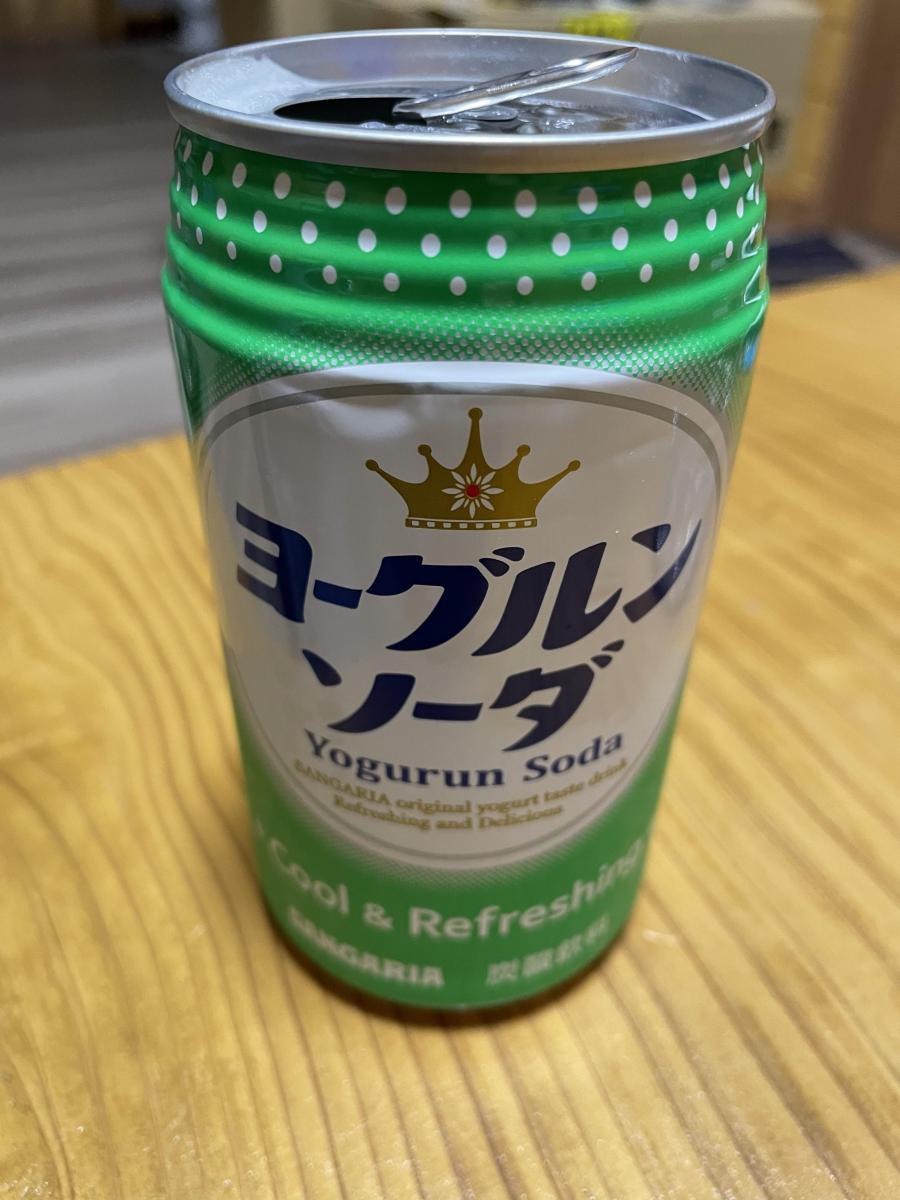 ヨーグルン
ソーダ
Yogurun Soda
SANGARIA original yogurt taste drink
Refreshing and Delicious
Cool & Refreshing
SANGARIA 炭酸飲料